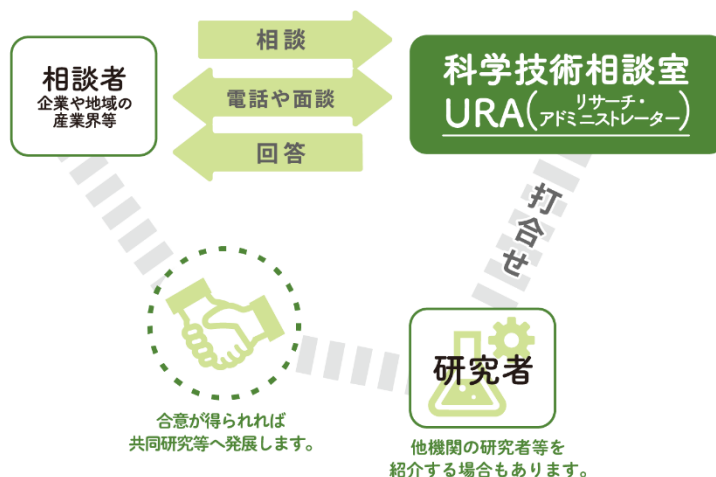 相談者
企業や地域の
産業界等
相談
電話や面談
回答
科学技術相談室
URA(リサーチ・アドミニストレーター)
打合せ
研究者
合意が得られれば
共同研究等へ発展します。
他機関の研究者等を
紹介する場合もあります。